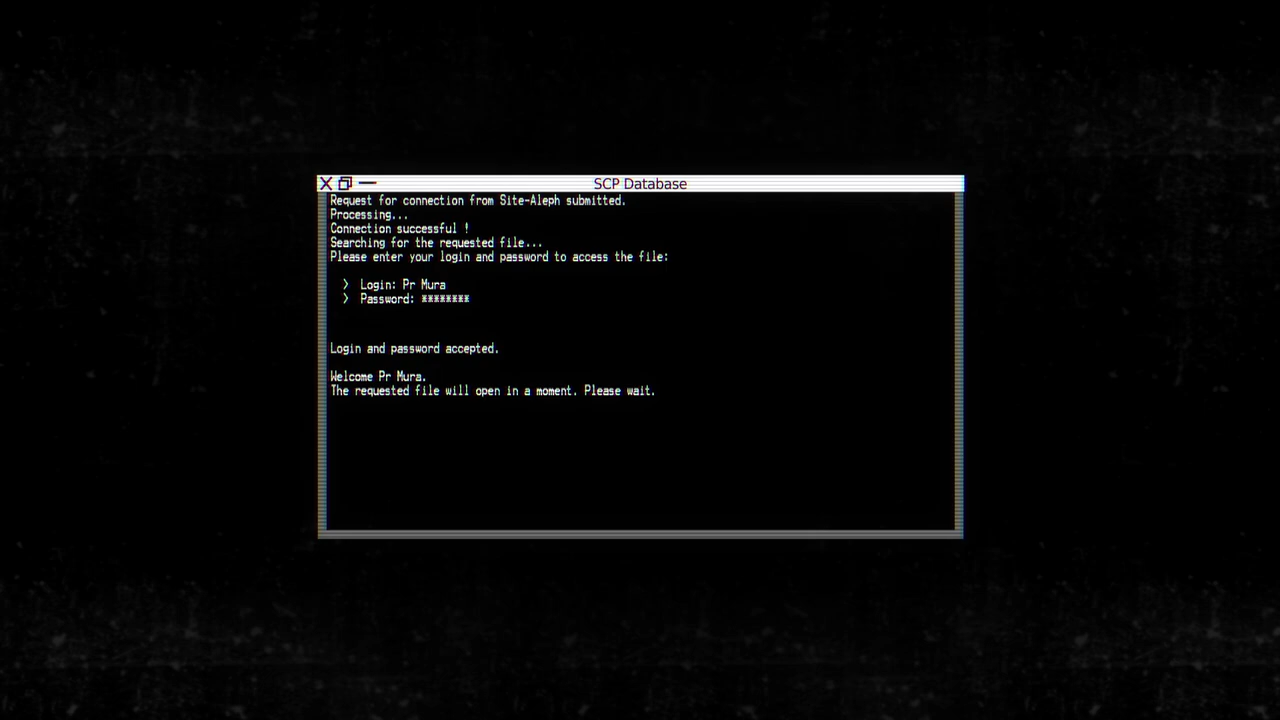 SCP Database
Request for connection from Site-Aleph submitted.
Processing...
Connection successful !
Searching for the requested file...
Please enter your login and password to access the file:
> Login: Pr Mura
> Password: ********
Login and password accepted.
Welcome Pr Mura.
The requested file will open in a moment. Please wait.